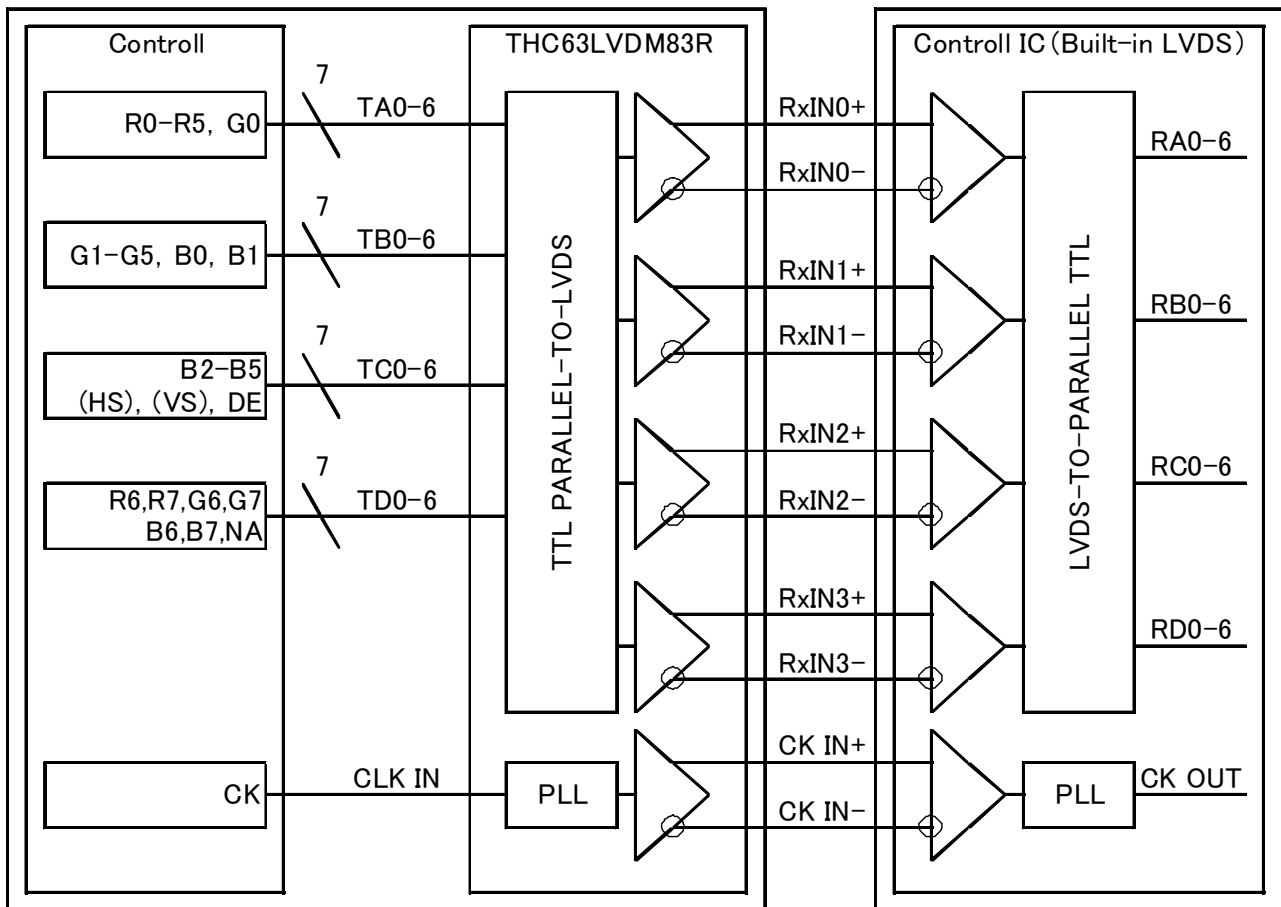 Controll
THC63LVDM83R
Controll IC(Built-in LVDS)
R0-R5, G0
7
TA0-6
RxIN0+
RxIN0-
RA0-6
G1-G5, B0, B1
7
TB0-6
RxIN1+
RxIN1-
RB0-6
B2-B5
(HS), (VS), DE
7
TC0-6
RxIN2+
RxIN2-
RC0-6
R6,R7,G6,G7
B6,B7,NA
7
TD0-6
RxIN3+
RxIN3-
RD0-6
TTL PARALLEL-TO-LVDS
LVDS-TO-PARALLEL TTL
CK
CLK IN
PLL
CK IN+
CK IN-
PLL
CK OUT